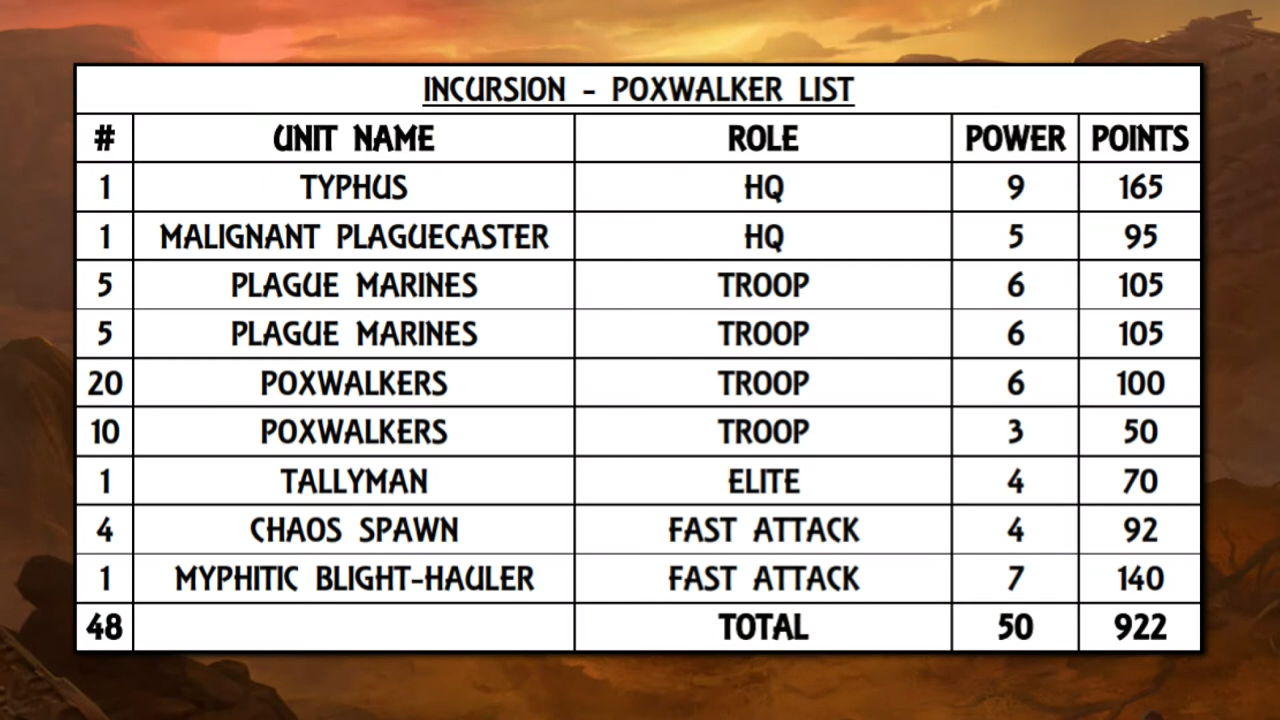 INCURSION - POXWALKER LIST
# UNIT NAME ROLE POWER POINTS
1 TYPHUS HQ 9 165
1 MALIGNANT PLAGUECASTER HQ 5 95
5 PLAGUE MARINES TROOP 6 105
5 PLAGUE MARINES TROOP 6 105
20 POXWALKERS TROOP 6 100
10 POXWALKERS TROOP 3 50
1 TALLYMAN ELITE 4 70
4 CHAOS SPAWN FAST ATTACK 4 92
1 MYPHITIC BLIGHT-HAULER FAST ATTACK 7 140
48 TOTAL 50 922